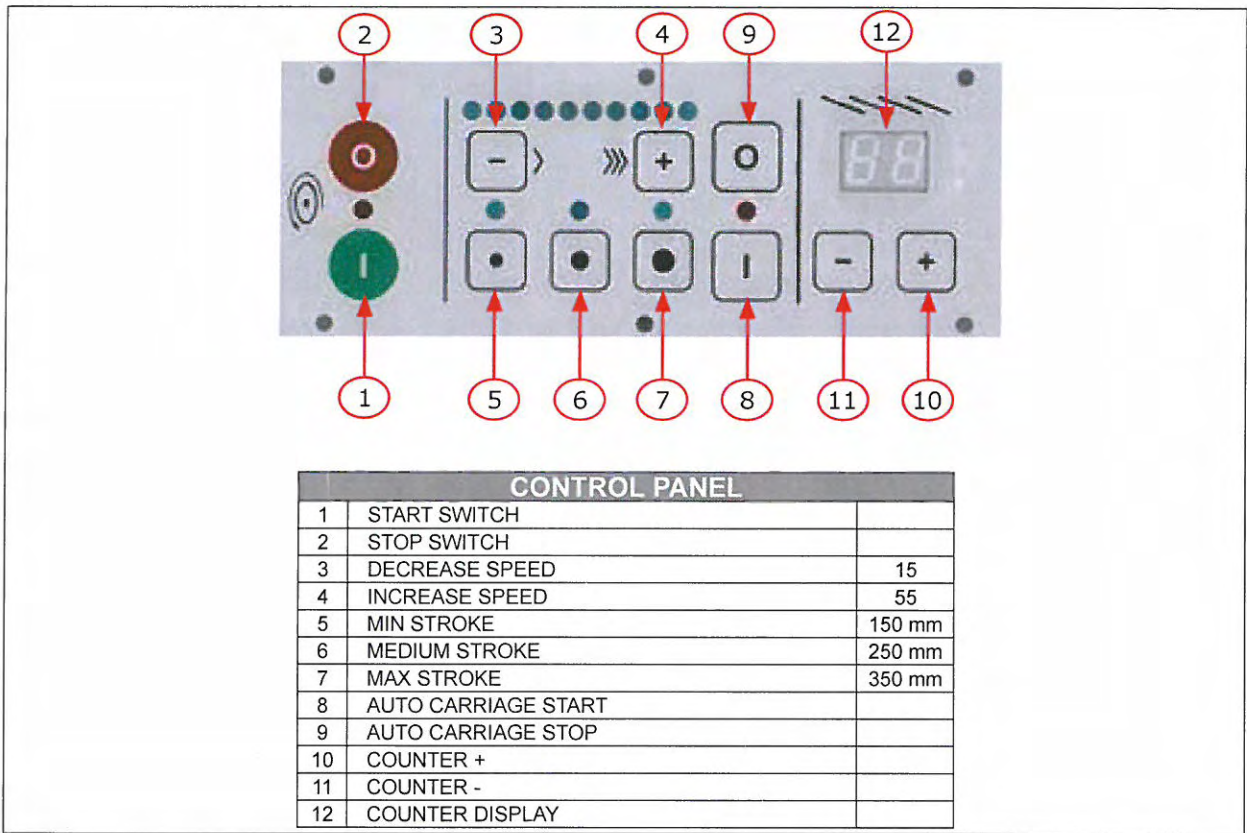 2 3 4 9 12
O
- + O
88
I
I - +
1 5 6 7 8 11 10
CONTROL PANEL
1 START SWITCH
2 STOP SWITCH
3 DECREASE SPEED 15
4 INCREASE SPEED 55
5 MIN STROKE 150 mm
6 MEDIUM STROKE 250 mm
7 MAX STROKE 350 mm
8 AUTO CARRIAGE START
9 AUTO CARRIAGE STOP
10 COUNTER +
11 COUNTER -
12 COUNTER DISPLAY